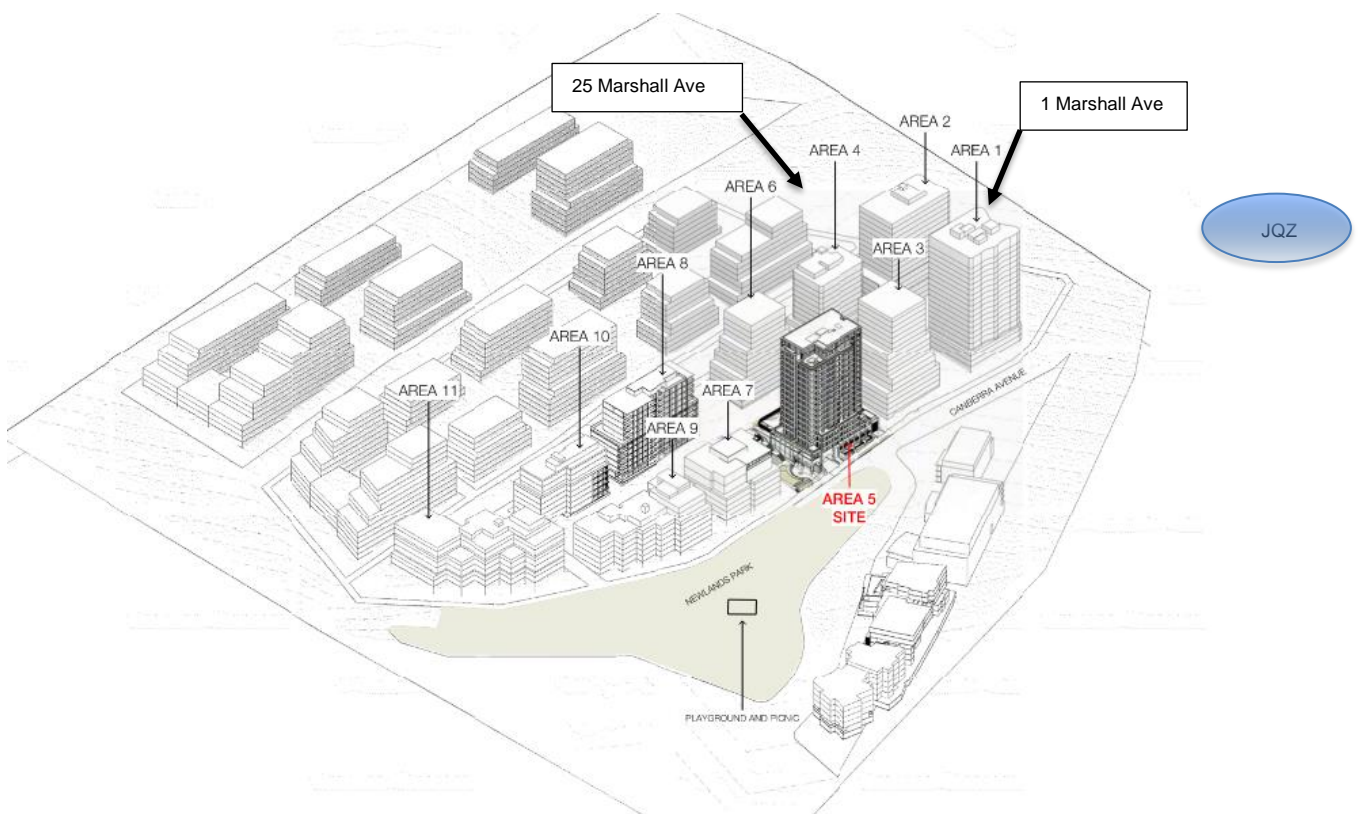 25 Marshall Ave
1 Marshall Ave
AREA 2
AREA 4
AREA 1
AREA 6
JQZ
AREA 3
AREA 8
AREA 10
AREA 11
AREA 7
CANBERRA AVENUE
AREA 9
AREA 5
SITE
NEWLANDS PARK
PLAYGROUND AND PICNIC